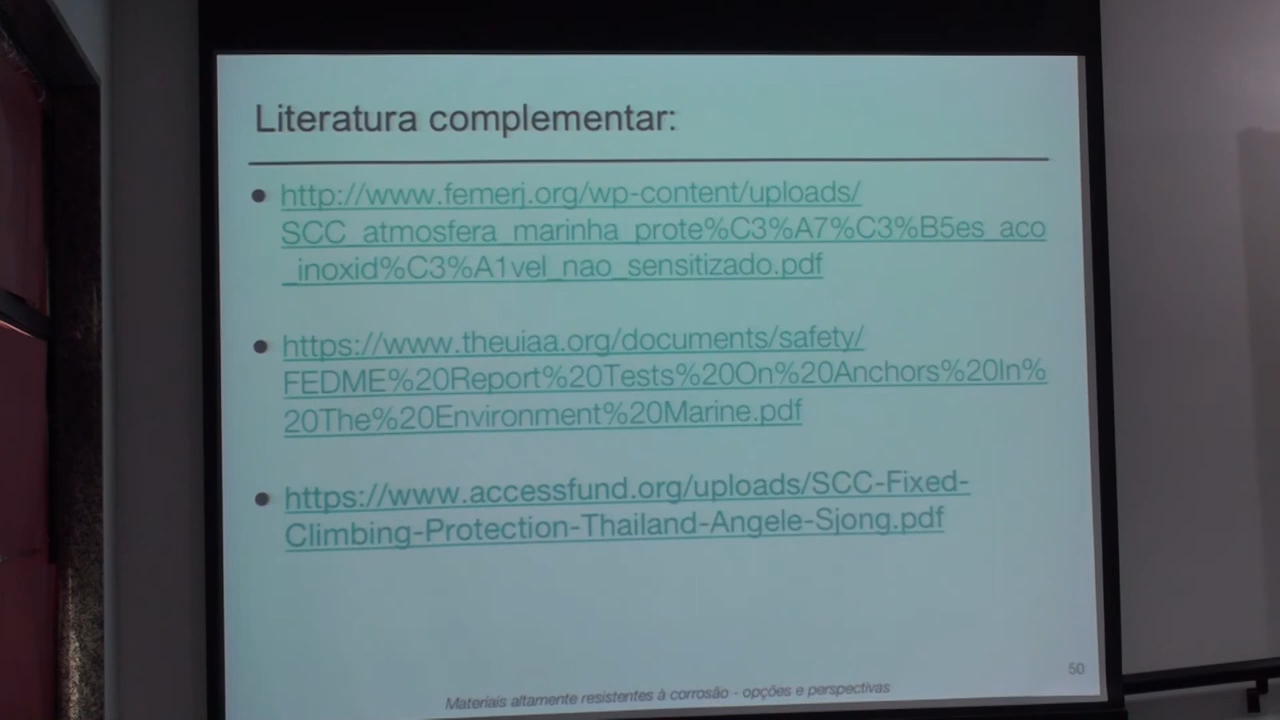 Literatura complementar:
http://www.femerj.org/wp-content/uploads/
SCC_atmosfera_marinha_prote%C3%A7%C3%B5es_aco
_inoxid%C3%A1vel_nao_sensitizado.pdf
https://www.theuiaa.org/documents/safety/
FEDME%20Report%20Tests%20On%20Anchors%20In%
20The%20Environment%20Marine.pdf
https://www.accessfund.org/uploads/SCC-Fixed-
Climbing-Protection-Thailand-Angele-Sjong.pdf
50
Materiais altamente resistentes à corrosão - opções e perspectivas